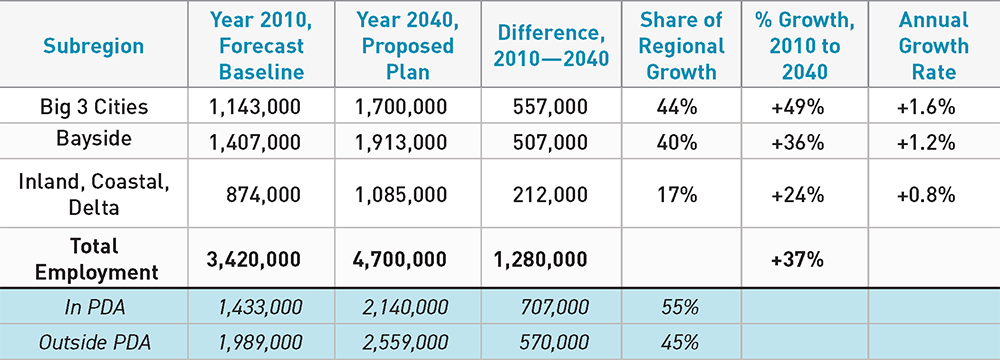 Subregion Year 2010, Forecast Baseline Year 2040, Proposed Plan Difference, 2010—2040 Share of Regional Growth % Growth, 2010 to 2040 Annual Growth Rate
Big 3 Cities 1,143,000 1,700,000 557,000 44% +49% +1.6%
Bayside 1,407,000 1,913,000 507,000 40% +36% +1.2%
Inland, Coastal, Delta 874,000 1,085,000 212,000 17% +24% +0.8%
Total Employment 3,420,000 4,700,000 1,280,000 +37%
In PDA 1,433,000 2,140,000 707,000 55%
Outside PDA 1,989,000 2,559,000 570,000 45%